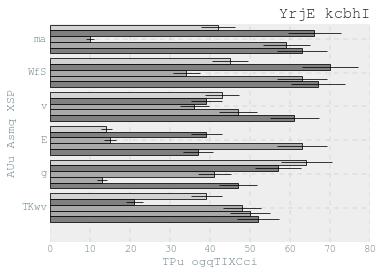 YrjE kcbhI
ma
WfS
v
E
g
TKwv
AUu Asmq XSP
0 10 20 30 40 50 60 70 80
TPu ogqTIXCci